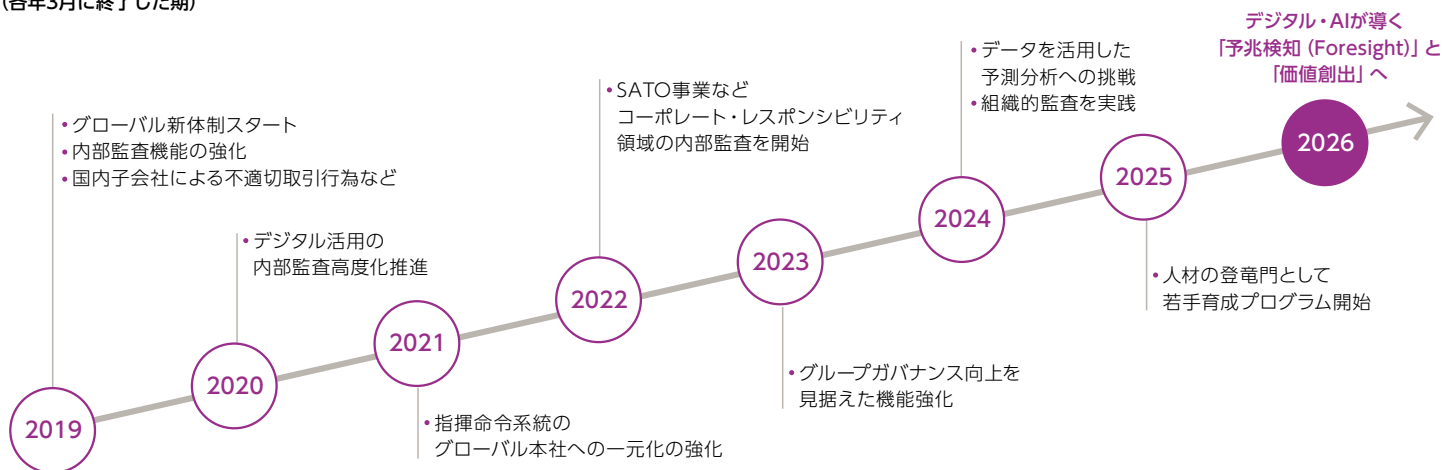 (各年3月に終了した期)
2019
•グローバル新体制スタート
•内部監査機能の強化
•国内子会社による不適切取引行為など
2020
•デジタル活用の
内部監査高度化推進
2021
•指揮命令系統の
グローバル本社への一元化の強化
2022
•SATO事業など
コーポレート・レスポンシビリティ
領域の内部監査を開始
2023
•グループガバナンス向上を
見据えた機能強化
2024
•データを活用した
予測分析への挑戦
•組織的監査を実践
2025
•人材の登竜門として
若手育成プログラム開始
デジタル・AIが導く
「予兆検知(Foresight)」と
「価値創出」へ
2026